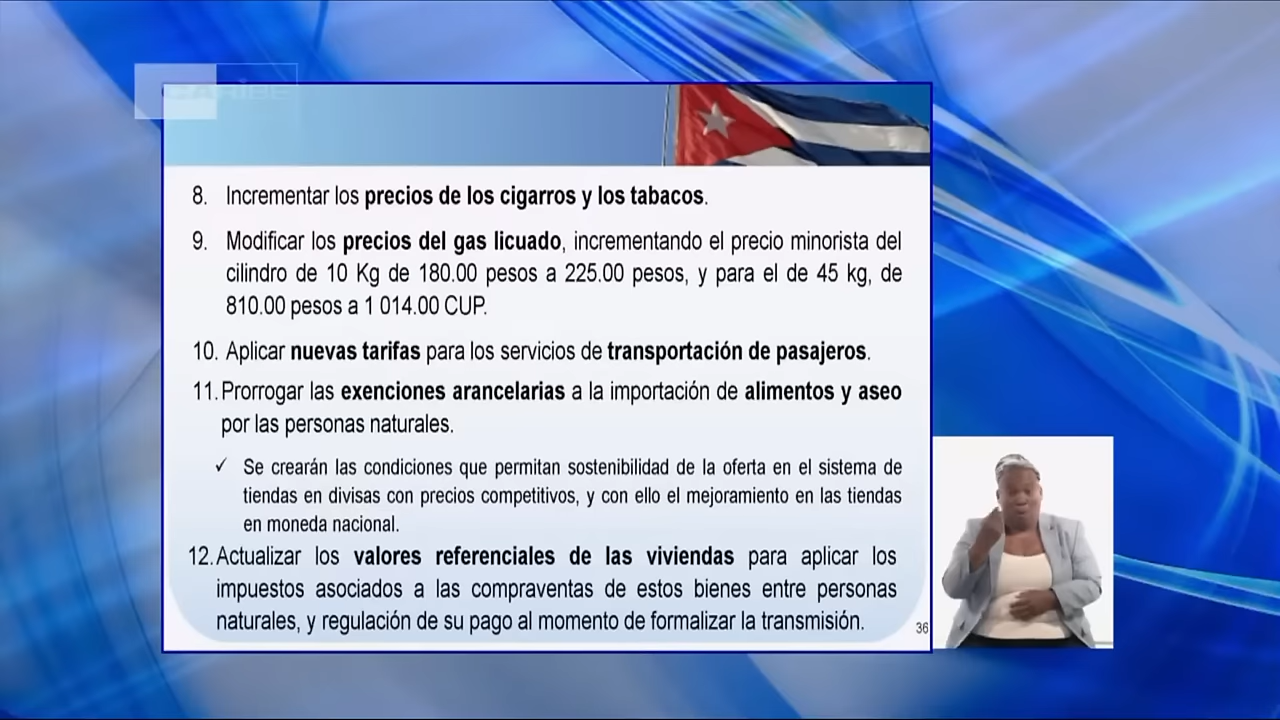 CARIBE
8. Incrementar los precios de los cigarros y los tabacos.
9. Modificar los precios del gas licuado, incrementando el precio minorista del
cilindro de 10 Kg de 180.00 pesos a 225.00 pesos, y para el de 45 kg, de
810.00 pesos a 1 014.00 CUP.
10. Aplicar nuevas tarifas para los servicios de transportación de pasajeros.
11. Prorrogar las exenciones arancelarias a la importación de alimentos y aseo
por las personas naturales.
✓ Se crearán las condiciones que permitan sostenibilidad de la oferta en el sistema de
tiendas en divisas con precios competitivos, y con ello el mejoramiento en las tiendas
en moneda nacional.
12. Actualizar los valores referenciales de las viviendas para aplicar los
impuestos asociados a las compraventas de estos bienes entre personas
naturales, y regulación de su pago al momento de formalizar la transmisión.
36